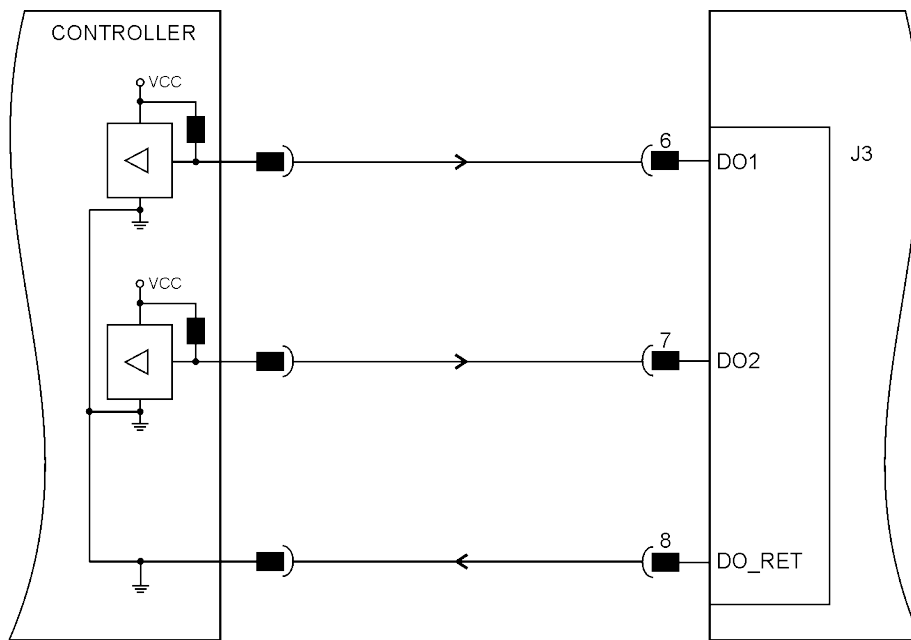 CONTROLLER
VCC
6
DO1
J3
VCC
7
DO2
8
DO_RET